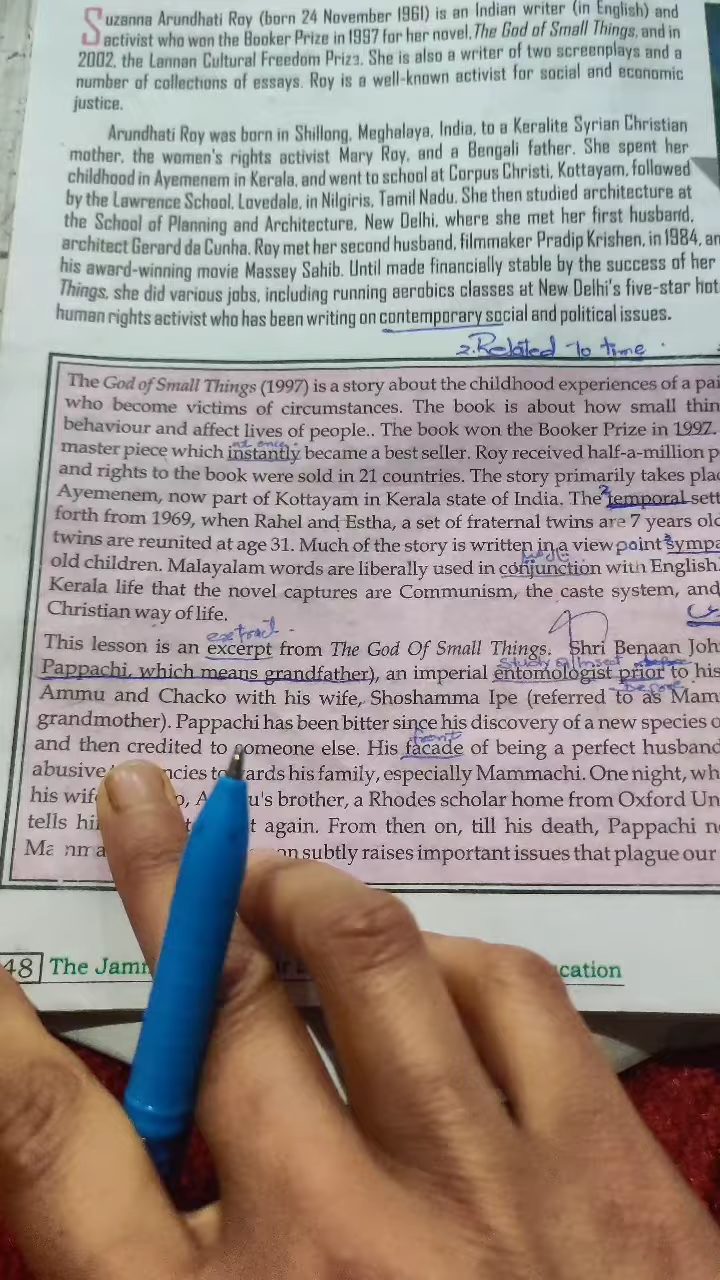 Suzanna Arundhati Roy (born 24 November 1961) is an Indian writer (in English) and
activist who won the Booker Prize in 1997 for her novel, The God of Small Things, and in
2002, the Lannan Cultural Freedom Prize. She is also a writer of two screenplays and a
number of collections of essays. Roy is a well-known activist for social and economic
justice.
Arundhati Roy was born in Shillong, Meghalaya, India, to a Keralite Syrian Christian
mother, the women's rights activist Mary Roy, and a Bengali father. She spent her
childhood in Ayemenem in Kerala, and went to school at Corpus Christi, Kottayam, followed
by the Lawrence School, Lovedale, in Nilgiris, Tamil Nadu. She then studied architecture at
the School of Planning and Architecture, New Delhi, where she met her first husband,
architect Gerard da Cunha. Roy met her second husband, filmmaker Pradip Krishen, in 1984, an
his award-winning movie Massey Sahib. Until made financially stable by the success of her
Things, she did various jobs, including running aerobics classes at New Delhi's five-star hot
human rights activist who has been writing on contemporary social and political issues.
2. Related to time.
The God of Small Things (1997) is a story about the childhood experiences of a pai
who become victims of circumstances. The book is about how small thin
behaviour and affect lives of people.. The book won the Booker Prize in 1997.
at once.
master piece which instantly became a best seller. Roy received half-a-million p
and rights to the book were sold in 21 countries. The story primarily takes plac
Ayemenem, now part of Kottayam in Kerala state of India. The 2 temporal sett
forth from 1969, when Rahel and Estha, a set of fraternal twins are 7 years old
twins are reunited at age 31. Much of the story is written in a view point sympa
old children. Malayalam words are liberally used in conjunction with English.
Kerala life that the novel captures are Communism, the caste system, and
Christian way of life.
extract.
This lesson is an excerpt from The God Of Small Things. Shri Benaan Joh
study of insect before
Pappachi, which means grandfather), an imperial entomologist prior to his
before
Ammu and Chacko with his wife, Shoshamma Ipe (referred to as Mam
grandmother). Pappachi has been bitter since his discovery of a new species o
front
and then credited to someone else. His facade of being a perfect husband
abusive ncies to ards his family, especially Mammachi. One night, wh
his wif o, A u's brother, a Rhodes scholar home from Oxford Un
tells hi t again. From then on, till his death, Pappachi n
Ma nn a on subtly raises important issues that plague our
48 The Jamm cation